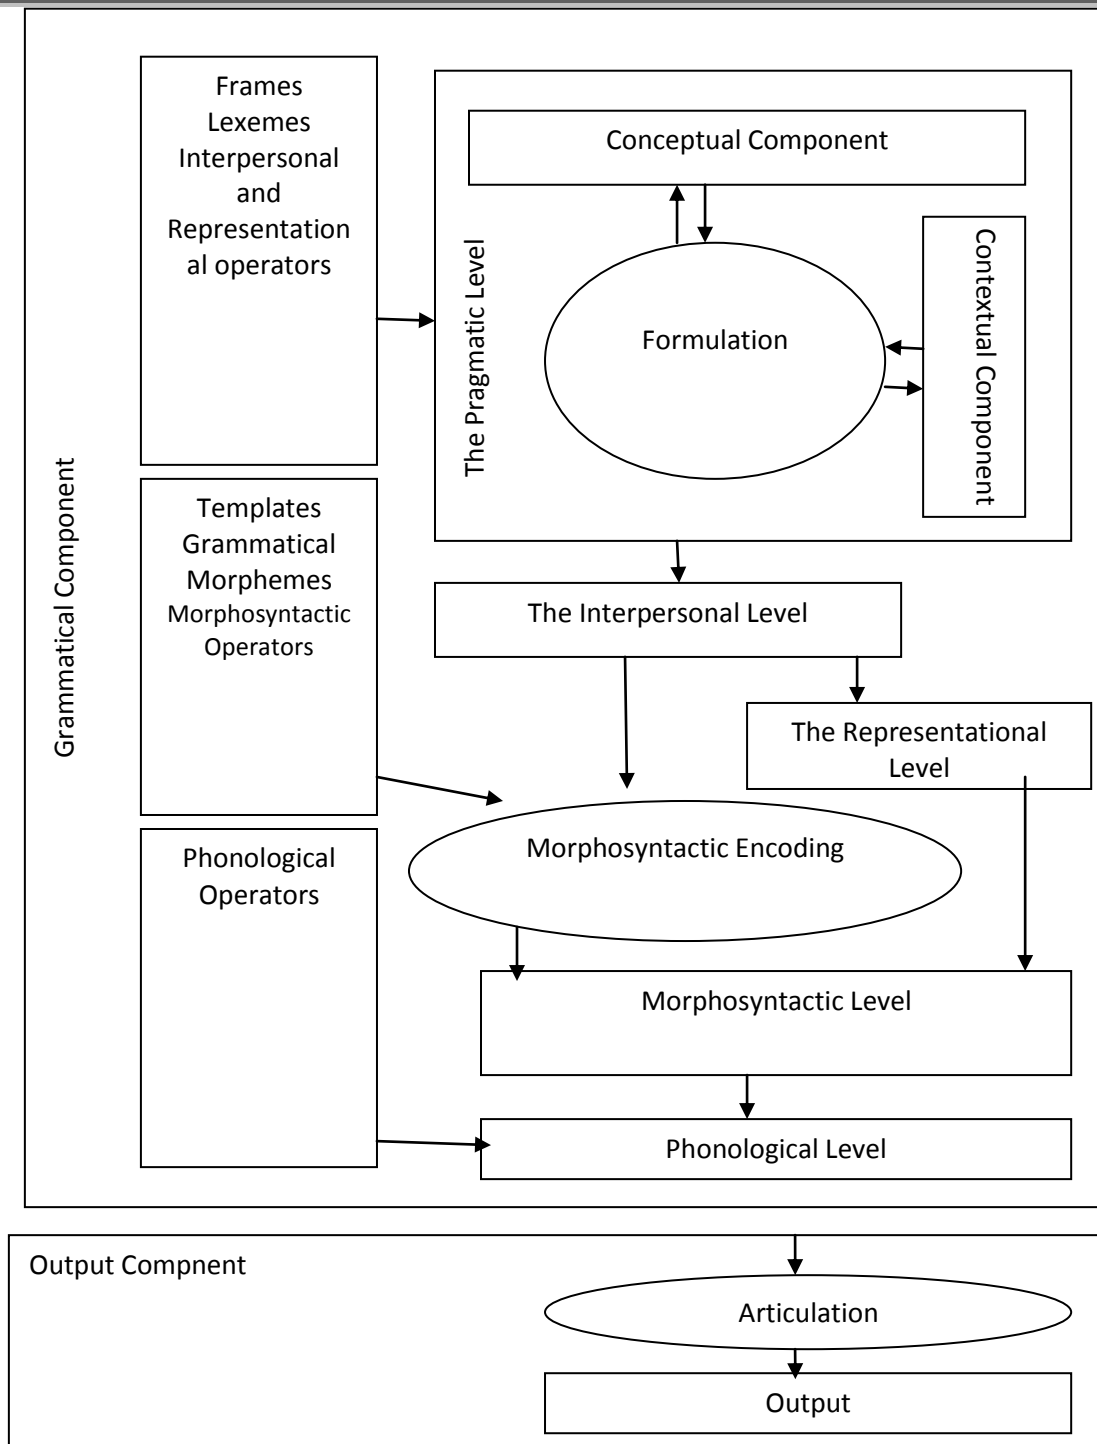 Frames
Lexemes
Interpersonal
and
Representation
al operators
Conceptual Component
The Pragmatic Level
Formulation
Contextual Component
Grammatical Component
Templates
Grammatical
Morphemes
Morphosyntactic
Operators
The Interpersonal Level
The Representational
Level
Morphosyntactic Encoding
Phonological
Operators
Morphosyntactic Level
Phonological Level
Output Compnent
Articulation
Output